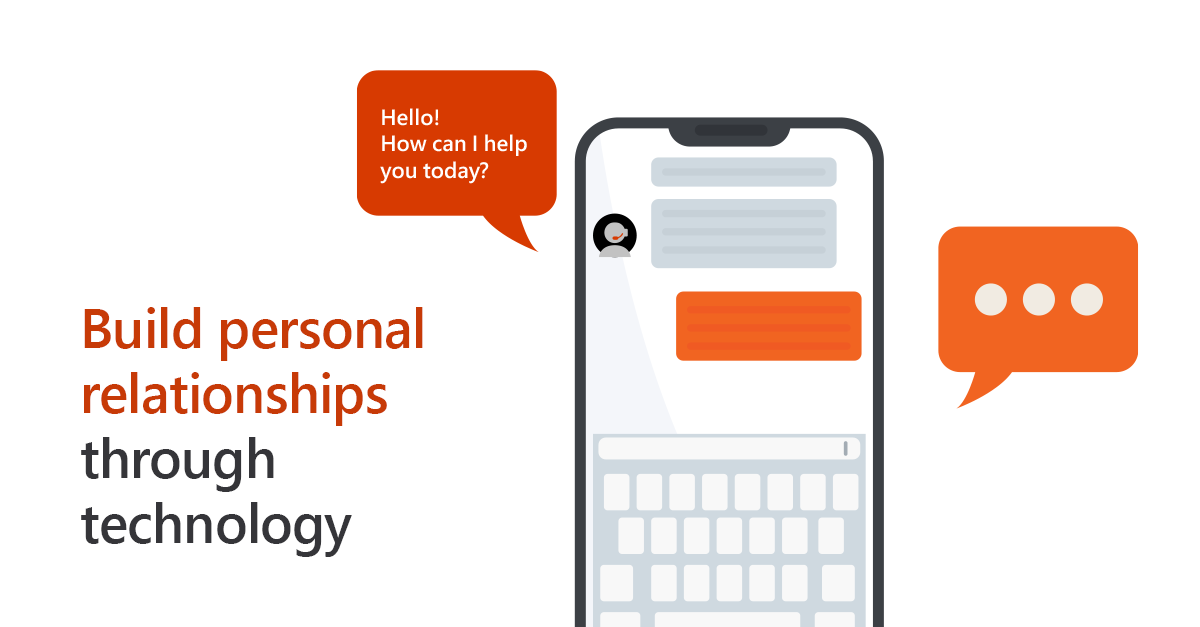 Hello!
How can I help
you today?
Build personal
relationships
through
technology